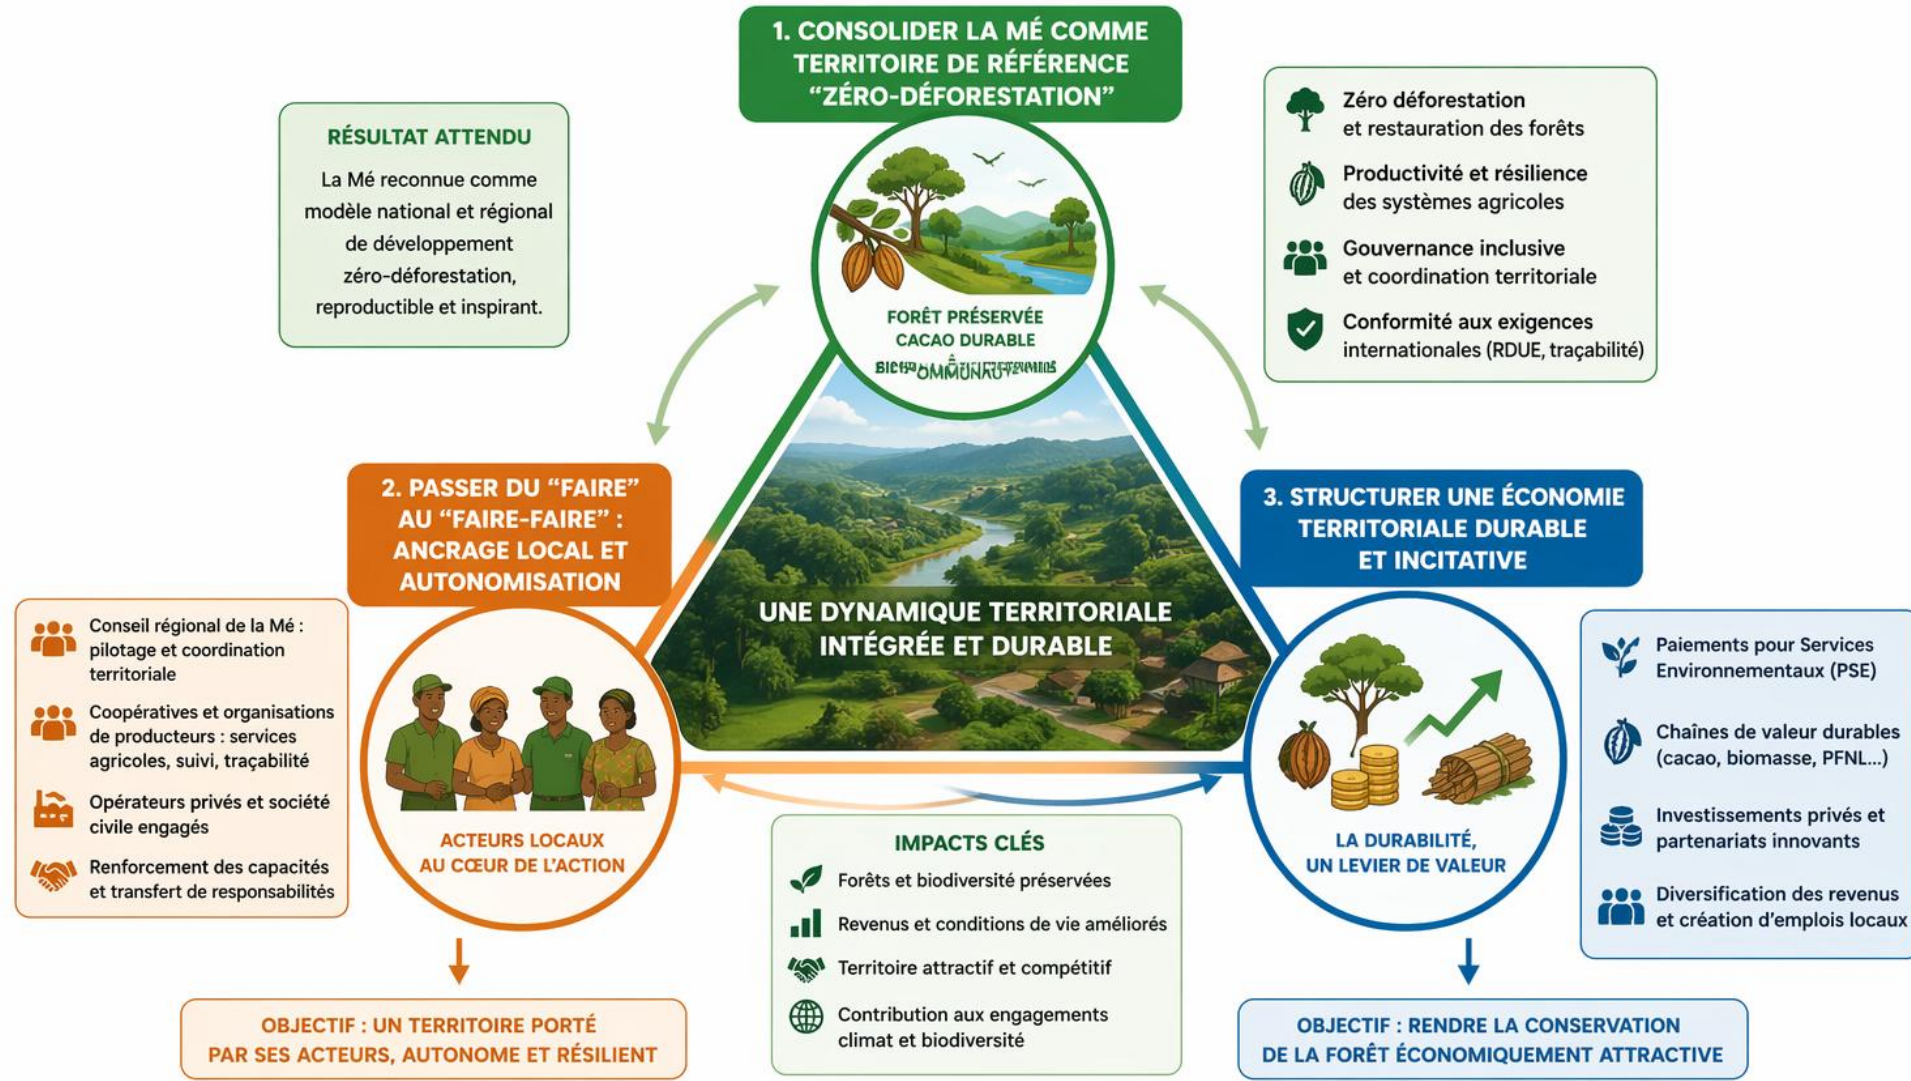 1. CONSOLIDER LA MÉ COMME
TERRITOIRE DE RÉFÉRENCE
“ZÉRO-DÉFORESTATION”
RÉSULTAT ATTENDU
La Mé reconnue comme
modèle national et régional
de développement
zéro-déforestation,
reproductible et inspirant.
Zéro déforestation
et restauration des forêts
Productivité et résilience
des systèmes agricoles
Gouvernance inclusive
et coordination territoriale
Conformité aux exigences
internationales (RDUE, traçabilité)
FORÊT PRÉSERVÉE
CACAO DURABLE
2. PASSER DU “FAIRE”
AU “FAIRE-FAIRE” :
ANCRAGE LOCAL ET
AUTONOMISATION
Conseil régional de la Mé :
pilotage et coordination
territoriale
Coopératives et organisations
de producteurs : services
agricoles, suivi, traçabilité
Opérateurs privés et société
civile engagés
Renforcement des capacités
et transfert de responsabilités
ACTEURS LOCAUX
AU CŒUR DE L’ACTION
OBJECTIF : UN TERRITOIRE PORTÉ
PAR SES ACTEURS, AUTONOME ET RÉSILIENT
UNE DYNAMIQUE TERRITORIALE
INTÉGRÉE ET DURABLE
IMPACTS CLÉS
Forêts et biodiversité préservées
Revenus et conditions de vie améliorés
Territoire attractif et compétitif
Contribution aux engagements
climat et biodiversité
3. STRUCTURER UNE ÉCONOMIE
TERRITORIALE DURABLE
ET INCITATIVE
LA DURABILITÉ,
UN LEVIER DE VALEUR
Paiements pour Services
Environnementaux (PSE)
Chaînes de valeur durables
(cacao, biomasse, PFNL...)
Investissements privés et
partenariats innovants
Diversification des revenus
et création d’emplois locaux
OBJECTIF : RENDRE LA CONSERVATION
DE LA FORÊT ÉCONOMIQUEMENT ATTRACTIVE